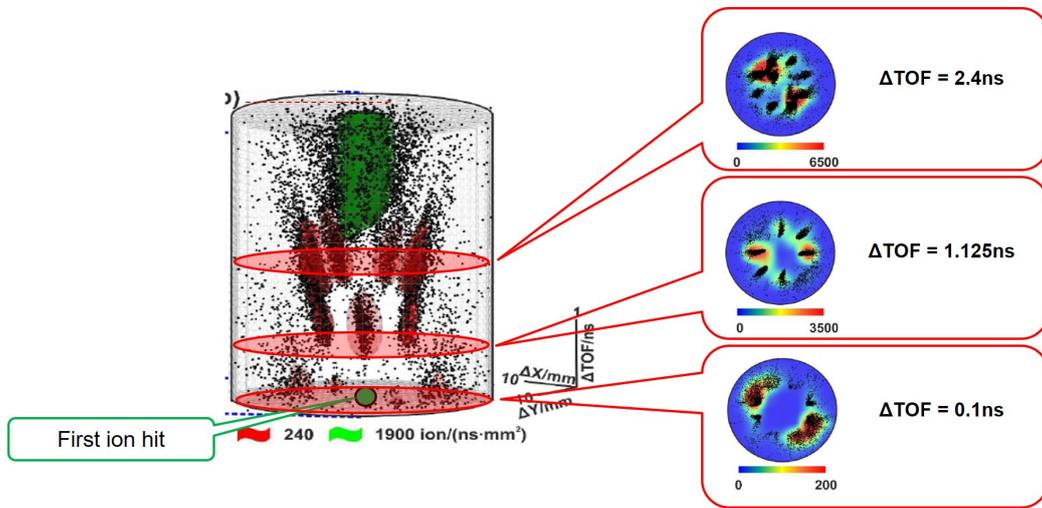 )
ΔTOF = 2.4ns
0 6500
ΔTOF = 1.125ns
0 3500
1
ΔTOF/ns
10 ΔX/mm
10
ΔY/mm
ΔTOF = 0.1ns
0 200
First ion hit
240 1900 ion/(ns·mm²)